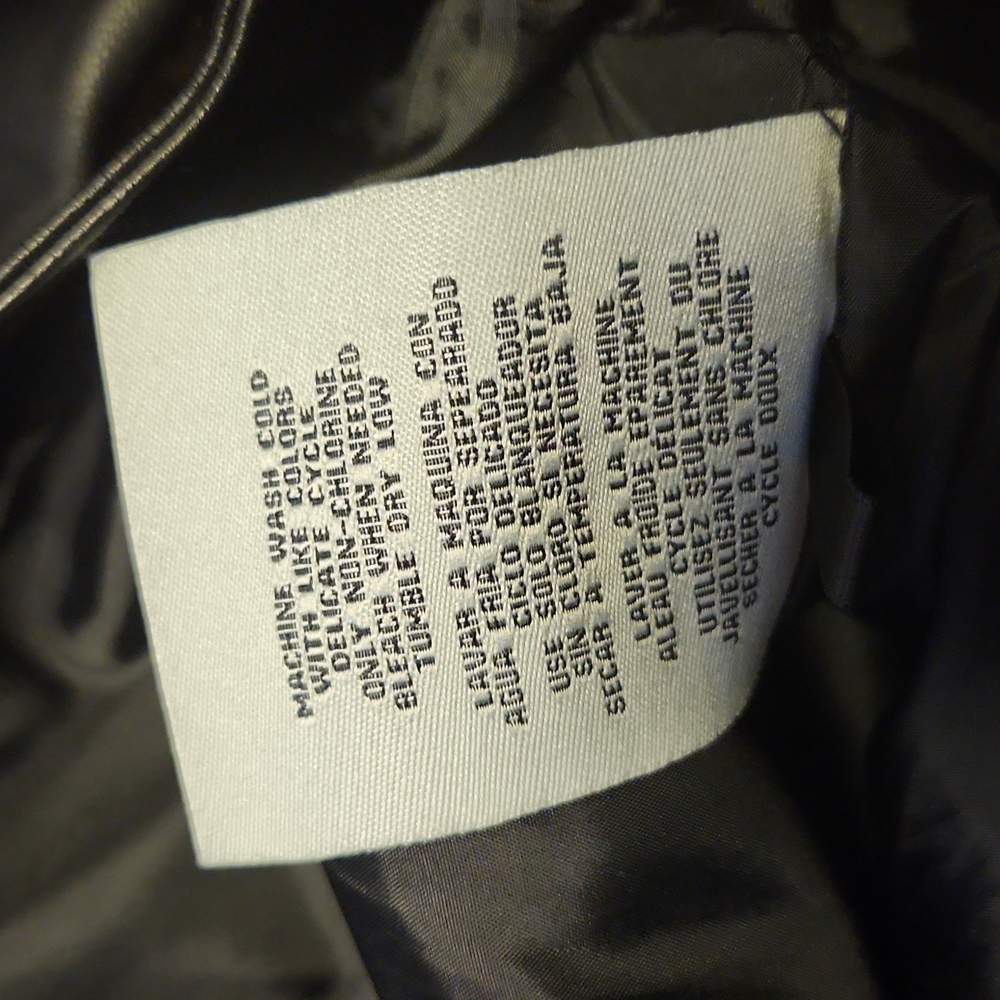 MACHINE WASH COLD
WITH LIKE COLORS
DELICATE CYCLE
ONLY NON-CHLORINE
BLEACH WHEN NEEDED
TUMBLE DRY LOW
LAVAR A MAQUINA CON
AGUA FRIA POR SEPEARADO
CICLO DELICADO
USE SOLO BLANQUEADOR
SIN CLORO SI NECESITA
SECAR A TEMPERATURA BAJA
LAVER A LA MACHINE
ALEAU FROIDE EPAREMENT
CYCLE DELICAT
UTILISEZ SEULEMENT DU
JAVELLISANT SANS CHLORE
SECHER A LA MACHINE
CYCLE DOUX